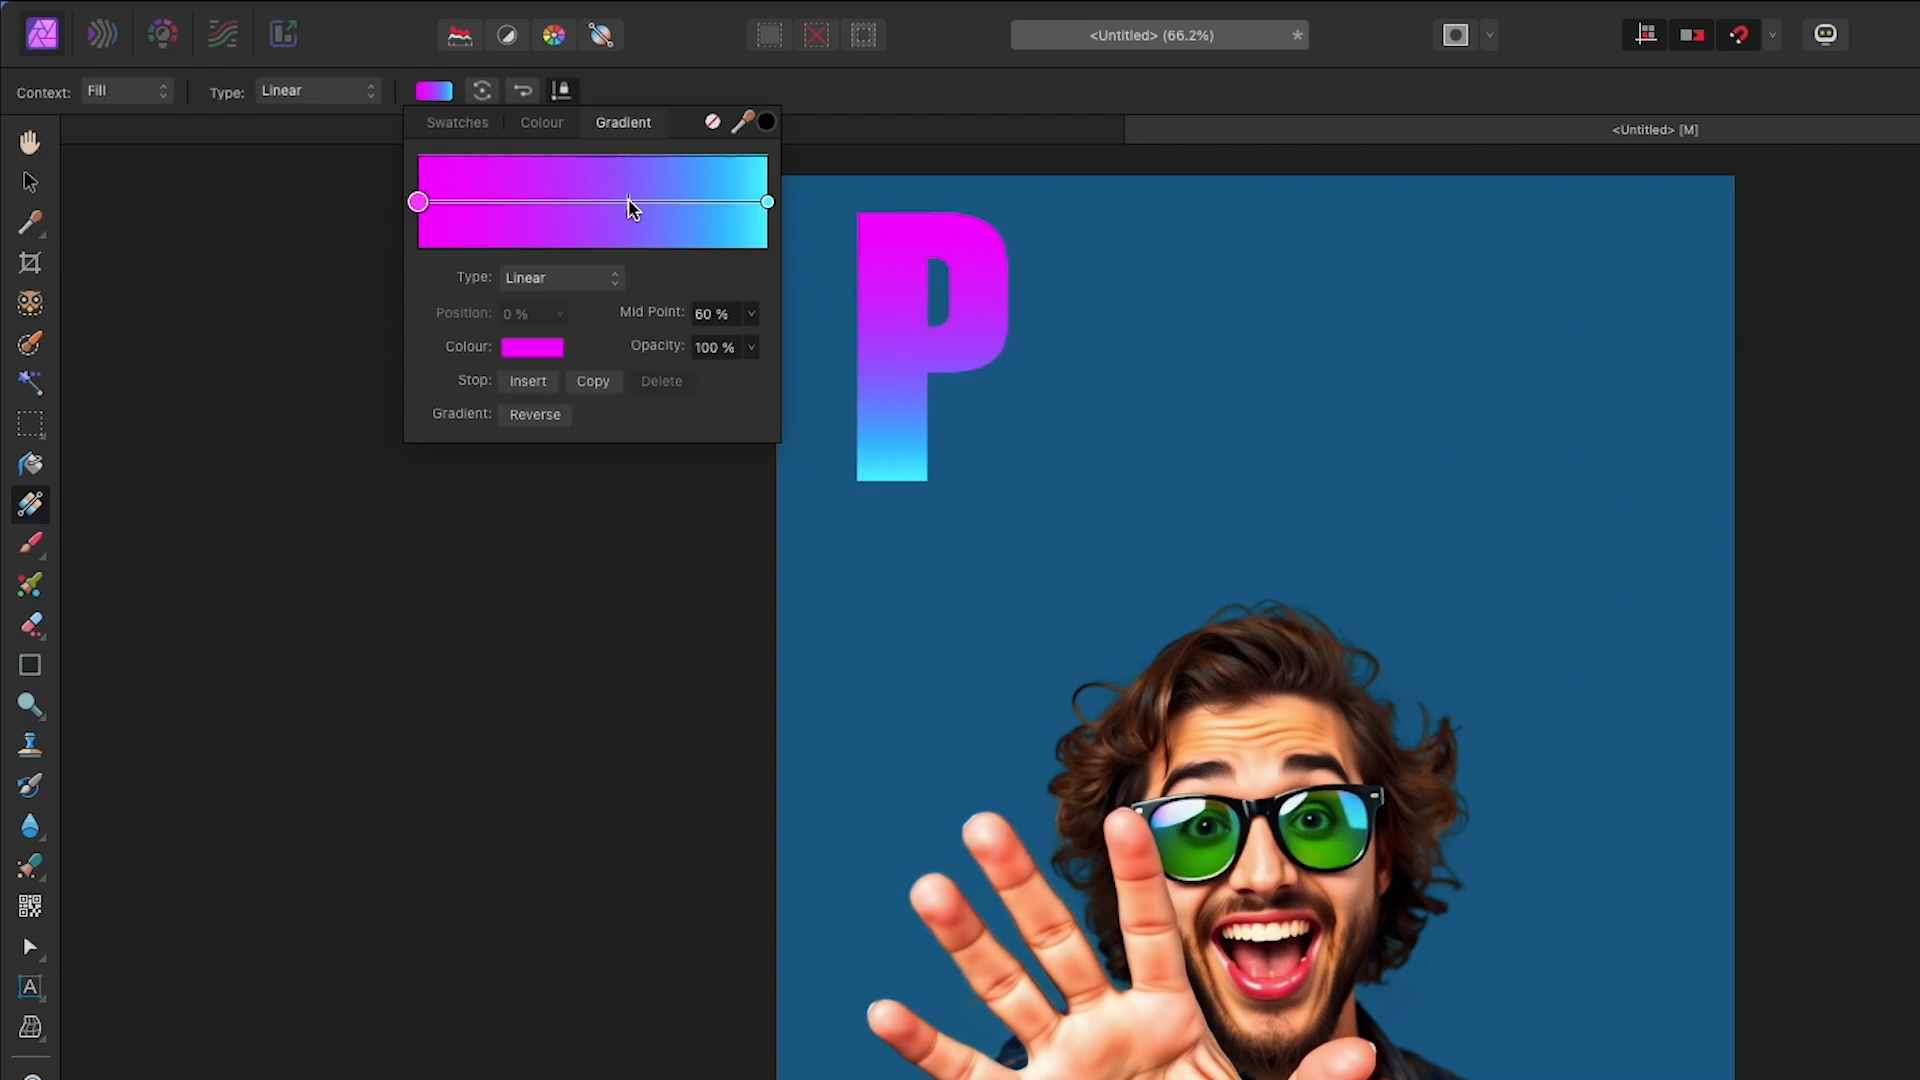 <Untitled> (66.2%)
*
Context: Fill Type: Linear
Swatches Colour Gradient
<Untitled> [M]
Type: Linear
Position: 0 % Mid Point: 60 %
Colour: Opacity: 100 %
Stop: Insert Copy Delete
Gradient: Reverse
P
A